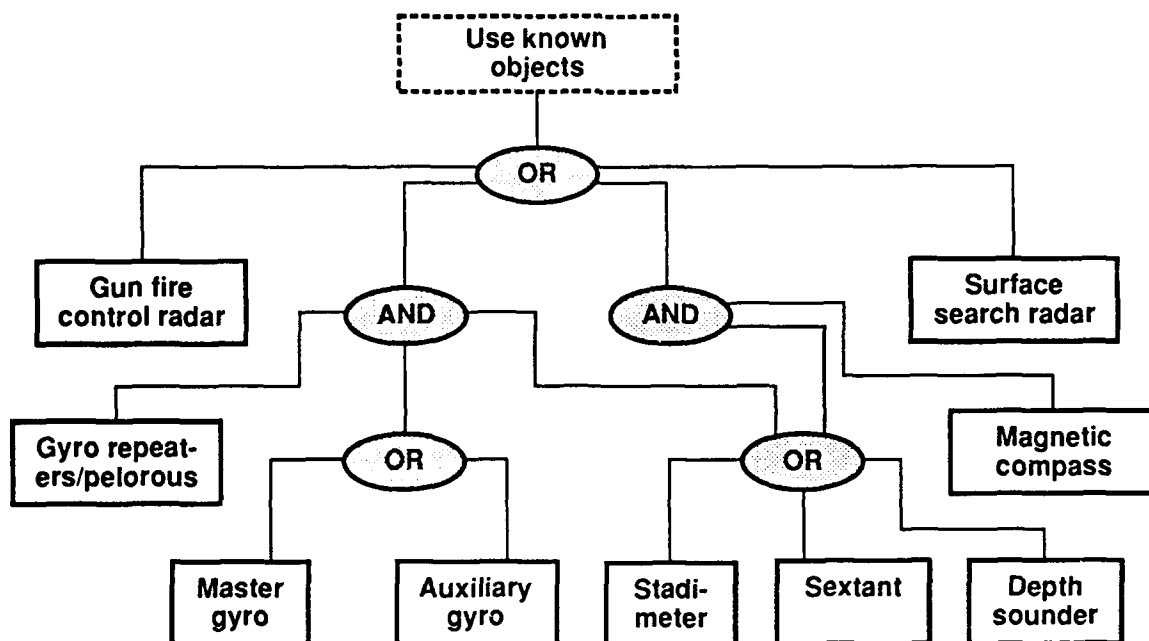 Use known
objects
OR
Gun fire
control radar
AND
AND
Surface
search radar
Gyro repeat-
ers/pelorous
OR
OR
Magnetic
compass
Master
gyro
Auxiliary
gyro
Stadi-
meter
Sextant
Depth
sounder